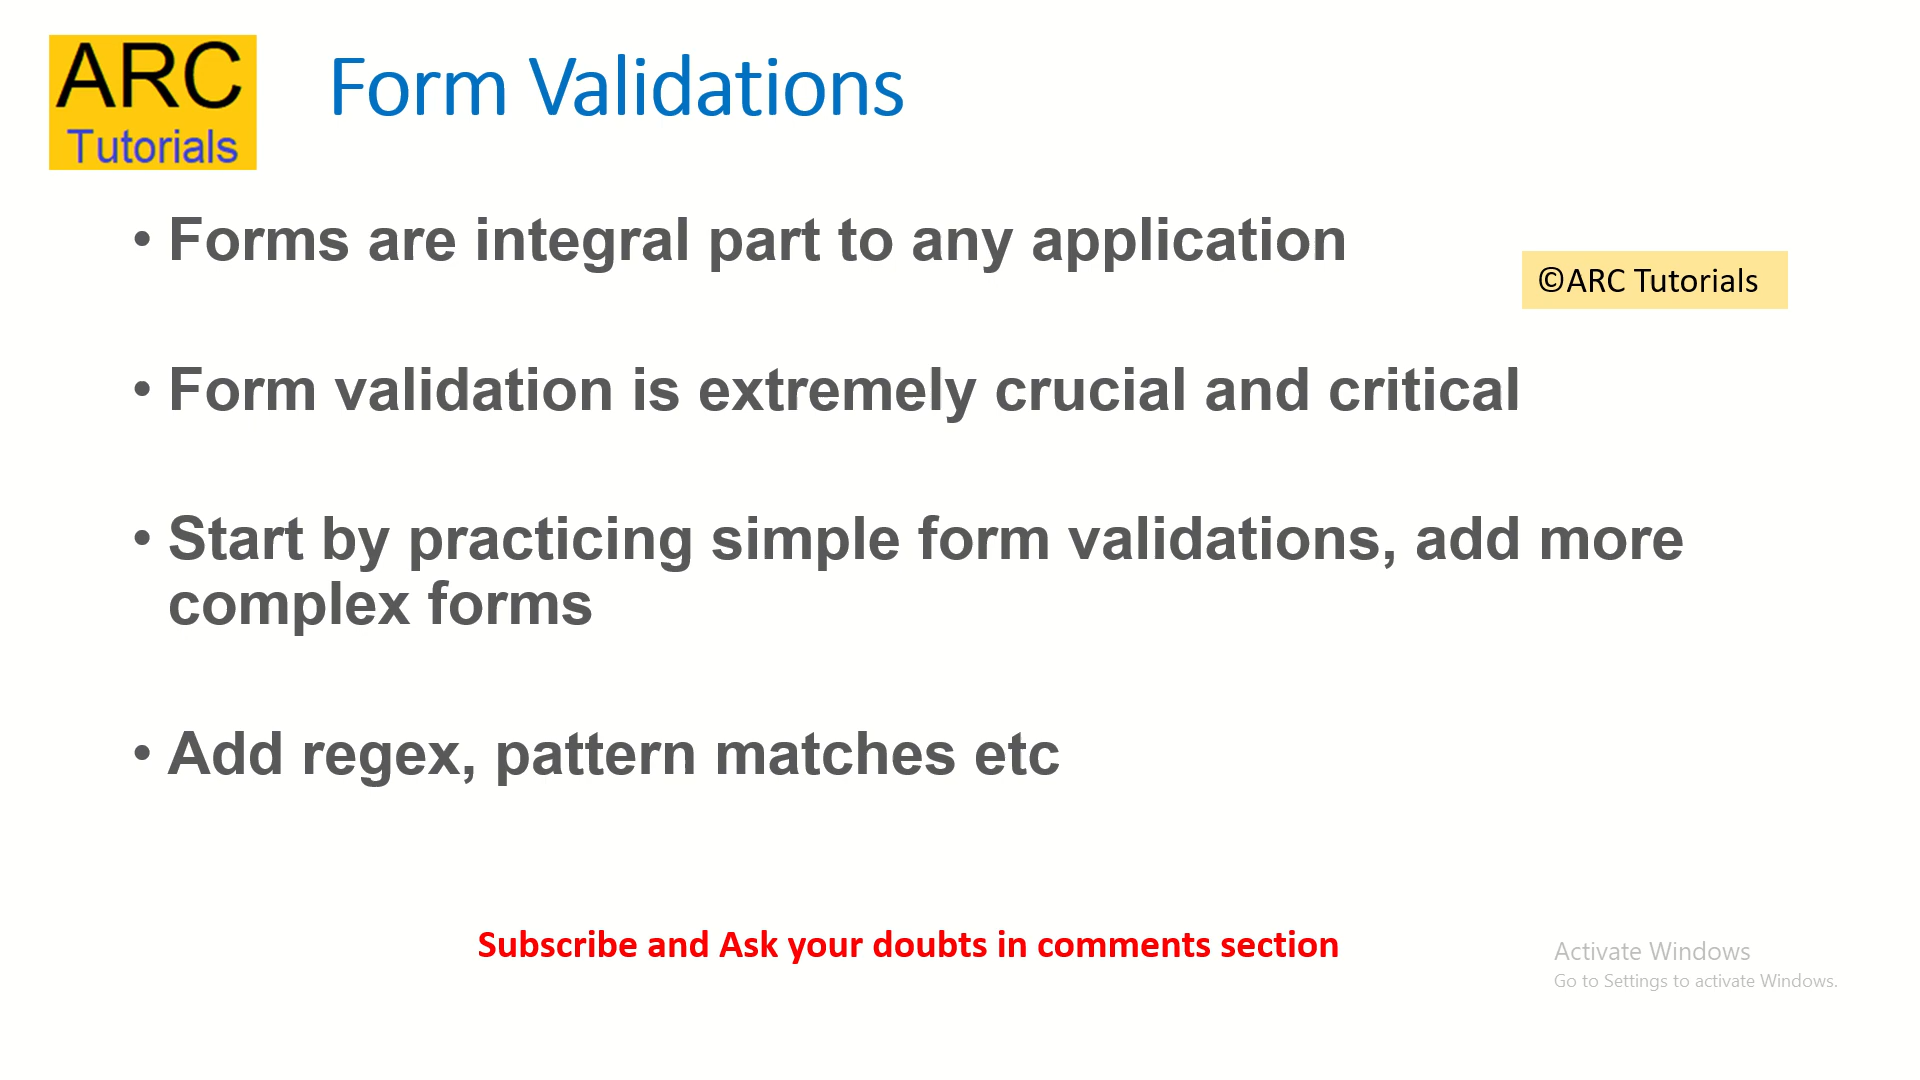 ARC
Tutorials
Form Validations
• Forms are integral part to any application
©ARC Tutorials
• Form validation is extremely crucial and critical
• Start by practicing simple form validations, add more
complex forms
• Add regex, pattern matches etc
Subscribe and Ask your doubts in comments section
Activate Windows
Go to Settings to activate Windows.